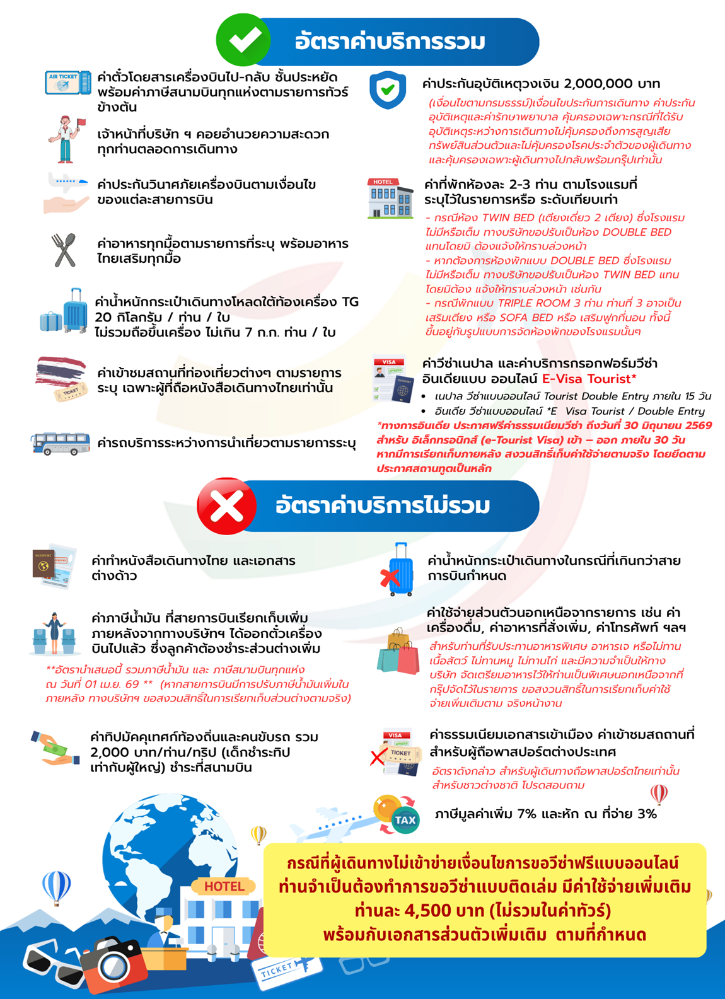 อัตราค่าบริการรวม
AIR TICKET
ค่าตั๋วโดยสารเครื่องบินไป-กลับ ชั้นประหยัด
พร้อมค่าภาษีสนามบินทุกแห่งตามรายการทัวร์
ข้างต้น
เจ้าหน้าที่บริษัท ฯ คอยอำนวยความสะดวก
ทุกท่านตลอดการเดินทาง
ค่าประกันวินาศภัยเครื่องบินตามเงื่อนไข
ของแต่ละสายการบิน
ค่าอาหารทุกมื้อตามรายการที่ระบุ พร้อมอาหาร
ไทยเสริมทุกมื้อ
ค่าน้ำหนักกระเป๋าเดินทางโหลดใต้ท้องเครื่อง TG
20 กิโลกรัม / ท่าน / ใบ
ไม่รวมถือขึ้นเครื่อง ไม่เกิน 7 ก.ก. ท่าน / ใบ
TICKET
ค่าเข้าชมสถานที่ท่องเที่ยวต่างๆ ตามรายการ
ระบุ เฉพาะผู้ที่ถือหนังสือเดินทางไทยเท่านั้น
ค่ารถบริการระหว่างการนำเที่ยวตามรายการระบุ
ค่าประกันอุบัติเหตุวงเงิน 2,000,000 บาท
(เงื่อนไขตามกรมธรรม์)เงื่อนไขประกันการเดินทาง ค่าประกัน
อุบัติเหตุและค่ารักษาพยาบาล คุ้มครองเฉพาะกรณีที่ได้รับ
อุบัติเหตุระหว่างการเดินทางไม่คุ้มครองถึงการสูญเสีย
ทรัพย์สินส่วนตัวและไม่คุ้มครองโรคประจำตัวของผู้เดินทาง
และคุ้มครองเฉพาะผู้เดินทางไปกลับพร้อมกรุ๊ปเท่านั้น
HOTEL
ค่าที่พักห้องละ 2-3 ท่าน ตามโรงแรมที่
ระบุไว้ในรายการหรือ ระดับเทียบเท่า
- กรณีห้อง TWIN BED (เตียงเดี่ยว 2 เตียง) ซึ่งโรงแรม
ไม่มีหรือเต็ม ทางบริษัทขอปรับเป็นห้อง DOUBLE BED
แทนโดยมิ ต้องแจ้งให้ทราบล่วงหน้า
- หากต้องการห้องพักแบบ DOUBLE BED ซึ่งโรงแรม
ไม่มีหรือเต็ม ทางบริษัทขอปรับเป็นห้อง TWIN BED แทน
โดยมิต้อง แจ้งให้ทราบล่วงหน้า เช่นกัน
- กรณีพักแบบ TRIPLE ROOM 3 ท่าน ท่านที่ 3 อาจเป็น
เสริมเตียง หรือ SOFA BED หรือ เสริมฟูกที่นอน ทั้งนี้
ขึ้นอยู่กับรูปแบบการจัดห้องพักของโรงแรมนั้นๆ
VISA
ค่าวีซ่าเนปาล และค่าบริการกรอกฟอร์มวีซ่า
อินเดียแบบ ออนไลน์ E-Visa Tourist*
• เนปาล วีซ่าแบบออนไลน์ Tourist Double Entry ภายใน 15 วัน
• อินเดีย วีซ่าแบบออนไลน์ *E Visa Tourist / Double Entry
*ทางการอินเดีย ประกาศฟรีค่าธรรมเนียมวีซ่า ถึงวันที่ 30 มิถุนายน 2569
สำหรับ อิเล็กทรอนิกส์ (e-Tourist Visa) เข้า – ออก ภายใน 30 วัน
หากมีการเรียกเก็บภายหลัง สงวนสิทธิ์เก็บค่าใช้จ่ายตามจริง โดยยึดตาม
ประกาศสถานทูตเป็นหลัก
อัตราค่าบริการไม่รวม
PASSPORT
ค่าทำหนังสือเดินทางไทย และเอกสาร
ต่างด้าว
ค่าภาษีน้ำมัน ที่สายการบินเรียกเก็บเพิ่ม
ภายหลังจากทางบริษัทฯ ได้ออกตั๋วเครื่อง
บินไปแล้ว ซึ่งลูกค้าต้องชำระส่วนต่างเพิ่ม
**อัตรานำเสนอนี้ รวมภาษีน้ำมัน และ ภาษีสมามบินทุกแห่ง
ณ วันที่ 01 เม.ย. 69 ** (หากสายการบินมีการปรับภาษีน้ำมันเพิ่มใน
ภายหลัง ทางบริษัทฯ ขอสงวนสิทธิ์ในการเรียกเก็บส่วนต่างตามจริง)
ค่าทิปมัคคุเทศก์ท้องถิ่นและคนขับรถ รวม
2,000 บาท/ท่าน/ทริป (เด็กชำระทิป
เท่ากับผู้ใหญ่) ชำระที่สนามบิน
ค่าน้ำหนักกระเป๋าเดินทางในกรณีที่เกินกว่าสาย
การบินกำหนด
ค่าใช้จ่ายส่วนตัวนอกเหนือจากรายการ เช่น ค่า
เครื่องดื่ม, ค่าอาหารที่สั่งเพิ่ม, ค่าโทรศัพท์ ฯลฯ
สำหรับท่านที่รับประทานอาหารพิเศษ อาหารเจ หรือไม่ทาน
เนื้อสัตว์ ไม่ทานหมู ไม่ทานไก่ และมีความจำเป็นให้ทาง
บริษัท จัดเตรียมอาหารไว้ให้ท่านเป็นพิเศษนอกเหนือจากที่
กรุ๊ปจัดไว้ในรายการ ขอสงวนสิทธิ์ในการเรียกเก็บค่าใช้
จ่ายเพิ่มเติมตาม จริงหน้างาน
VISA
TICKET
ค่าธรรมเนียมเอกสารเข้าเมือง ค่าเข้าชมสถถานที่
สำหรับผู้ถือพาสปอร์ตต่างประเทศ
อัตราดังกล่าว สำหรับผู้เดินทางถือพาสปอร์ตไทยเท่านั้น
สำหรับชาวต่างชาติ โปรดสอบถาม
TAX
ภาษีมูลค่าเพิ่ม 7% และหัก ณ ที่จ่าย 3%
กรณีที่ผู้เดินทางไม่เข้าข่ายเงื่อนไขการขอวีซ่าฟรีแบบออนไลน์
ท่านจำเป็นต้องทำการขอวีซ่าแบบติดเล่ม มีค่าใช้จ่ายเพิ่มเติม
ท่านละ 4,500 บาท (ไม่รวมในค่าทัวร์)
พร้อมกับเอกสารส่วนตัวเพิ่มเติม ตามที่กำหนด
HOTEL
TICKET